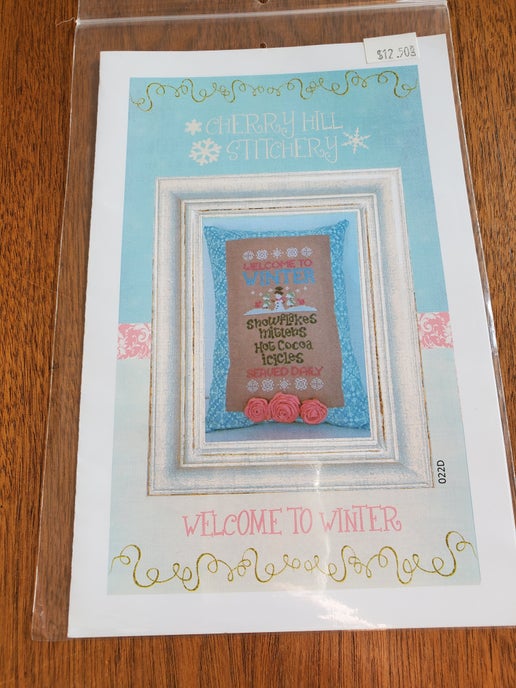 $12.50
CHERRY HILL
STITCHERY
WELCOME TO
WINTER
Snowflakes
mittens
Hot Cocoa
icicles
SERVED DAILY
022D
WELCOME TO WINTER